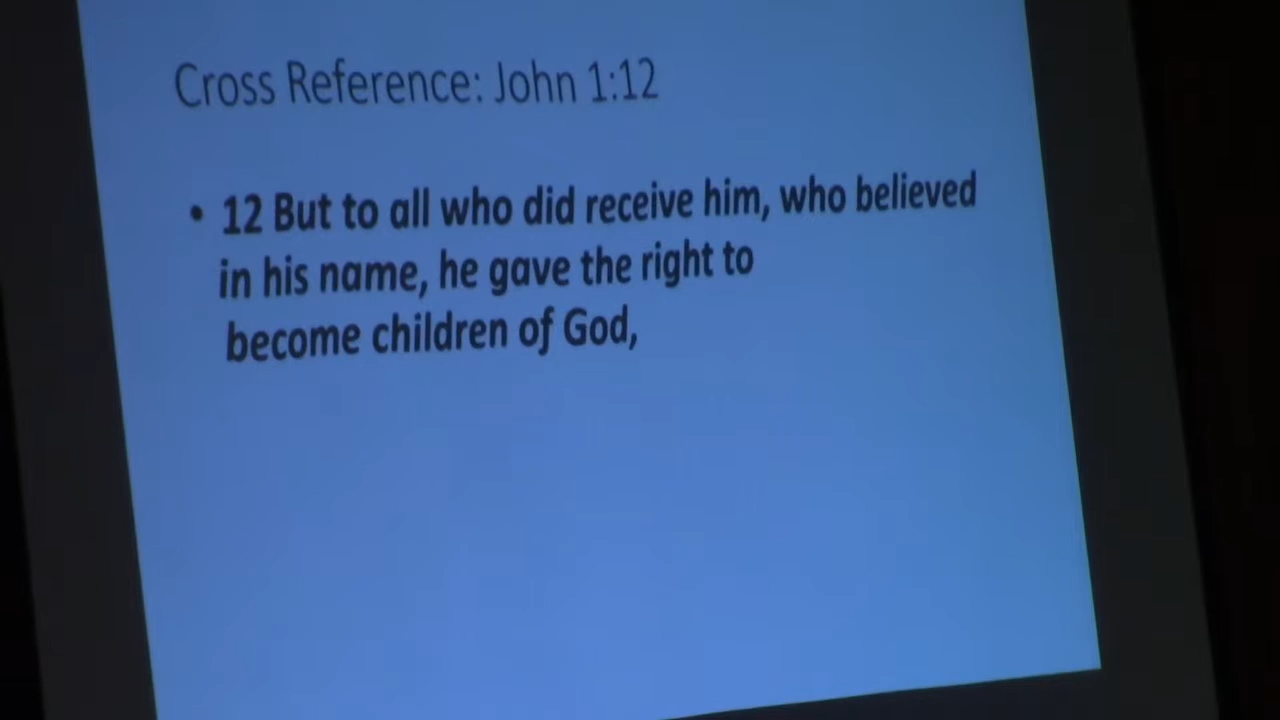 Cross Reference: John 1:12
• 12 But to all who did receive him, who believed
in his name, he gave the right to
become children of God,